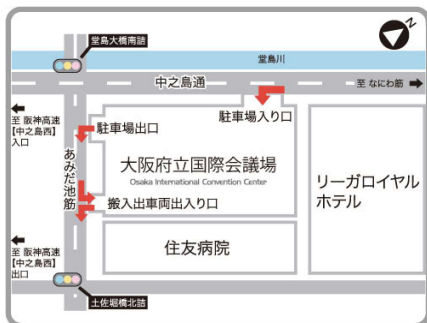 堂島大橋南詰
N
堂島川
中之島通
至 なにわ筋
至 阪神高速
【中之島西】
入口
駐車場出口
駐車場入り口
あみだ池筋
大阪府立国際会議場
Osaka International Convention Center
リーガロイヤル
ホテル
搬入出車両出入り口
至 阪神高速
【中之島西】
出口
住友病院
土佐堀橋北詰